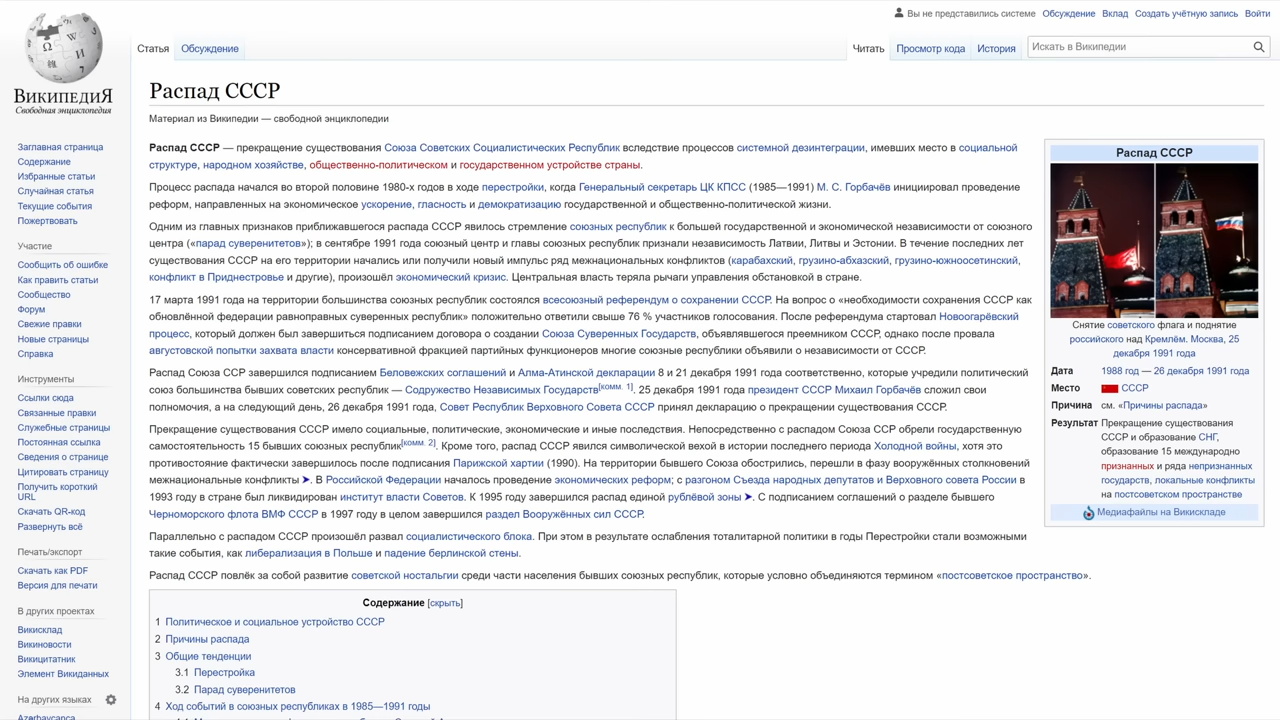 Вы не представились системе Обсуждение Вклад Создать учётную запись Войти
Статья Обсуждение Читать Просмотр кода История Искать в Википедии
ВИКИПЕДИЯ
Свободная энциклопедия
Заглавная страница
Содержание
Избранные статьи
Случайная статья
Текущие события
Пожертвовать
Участие
Сообщить об ошибке
Как править статьи
Сообщество
Форум
Свежие правки
Новые страницы
Справка
Инструменты
Ссылки сюда
Связанные правки
Служебные страницы
Постоянная ссылка
Сведения о странице
Цитировать страницу
Получить короткий
URL
Скачать QR-код
Развернуть всё
Печать/экспорт
Скачать как PDF
Версия для печати
В других проектах
Викисклад
Викиновости
Викицитатник
Элемент Викиданных
На других языках
Azərbaycanca
Распад СССР
Материал из Википедии — свободной энциклопедии
Распад СССР — прекращение существования Союза Советских Социалистических Республик вследствие процессов системной дезинтеграции, имевших место в социальной
структуре, народном хозяйстве, общественно-политическом и государственном устройстве страны.
Процесс распада начался во второй половине 1980-х годов в ходе перестройки, когда Генеральный секретарь ЦК КПСС (1985—1991) М. С. Горбачёв инициировал проведение
реформ, направленных на экономическое ускорение, гласность и демократизацию государственной и общественно-политической жизни.
Одним из главных признаков приближавшегося распада СССР явилось стремление союзных республик к большей государственной и экономической независимости от союзного
центра («парад суверенитетов»); в сентябре 1991 года союзный центр и главы союзных республик признали независимость Латвии, Литвы и Эстонии. В течение последних лет
существования СССР на его территории начались или получили новый импульс ряд межнациональных конфликтов (карабахский, грузино-абхазский, грузино-южноосетинский,
конфликт в Приднестровье и другие), произошёл экономический кризис. Центральная власть теряла рычаги управления обстановкой в стране.
17 марта 1991 года на территории большинства союзных республик состоялся всесоюзный референдум о сохранении СССР. На вопрос о «необходимости сохранения СССР как
обновлённой федерации равноправных суверенных республик» положительно ответили свыше 76 % участников голосования. После референдума стартовал Новоогарёвский
процесс, который должен был завершиться подписанием договора о создании Союза Суверенных Государств, объявлявшегося преемником СССР, однако после провала
августовской попытки захвата власти консервативной фракцией партийных функционеров многие союзные республики объявили о независимости от СССР.
Распад Союза ССР завершился подписанием Беловежских соглашений и Алма-Атинской декларации 8 и 21 декабря 1991 года соответственно, которые учредили политический
союз большинства бывших советских республик — Содружество Независимых Государств[комм. 1]. 25 декабря 1991 года президент СССР Михаил Горбачёв сложил свои
полномочия, а на следующий день, 26 декабря 1991 года, Совет Республик Верховного Совета СССР принял декларацию о прекращении существования СССР.
Прекращение существования СССР имело социальные, политические, экономические и иные последствия. Непосредственно с распадом Союза ССР обрели государственную
самостоятельность 15 бывших союзных республик[комм. 2]. Кроме того, распад СССР явился символической вехой в истории последнего периода Холодной войны, хотя это
противостояние фактически завершилось после подписания Парижской хартии (1990). На территории бывшего Союза обострились, перешли в фазу вооружённых столкновений
межнациональные конфликты ➤. В Российской Федерации началось проведение экономических реформ; с разгоном Съезда народных депутатов и Верховного совета России в
1993 году в стране был ликвидирован институт власти Советов. К 1995 году завершился распад единой рублёвой зоны ➤. С подписанием соглашений о разделе бывшего
Черноморского флота ВМФ СССР в 1997 году в целом завершился раздел Вооружённых сил СССР.
Параллельно с распадом СССР произошёл развал социалистического блока. При этом в результате ослабления тоталитарной политики в годы Перестройки стали возможными
такие события, как либерализация в Польше и падение берлинской стены.
Распад СССР повлёк за собой развитие советской ностальгии среди части населения бывших союзных республик, которые условно объединяются термином «постсоветское пространство».
Содержание [скрыть]
1 Политическое и социальное устройство СССР
2 Причины распада
3 Общие тенденции
3.1 Перестройка
3.2 Парад суверенитетов
4 Ход событий в союзных республиках в 1985—1991 годы
Распад СССР
Снятие советского флага и поднятие
российского над Кремлём. Москва, 25
декабря 1991 года
Дата 1988 год — 26 декабря 1991 года
Место СССР
Причина см. «Причины распада»
Результат Прекращение существования
СССР и образование СНГ,
образование 15 международно
признанных и ряда непризнанных
государств, локальные конфликты
на постсоветском пространстве
Медиафайлы на Викискладе